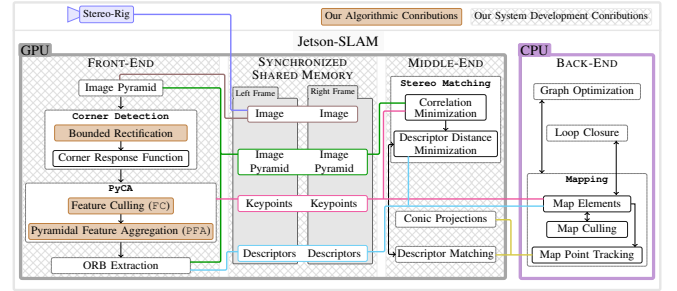 Stereo-Rig
Our Algorithmic Conributions
Our System Development Conributions
Jetson-SLAM
GPU
FRONT-END
Image Pyramid
Corner Detection
Bounded Rectification
Corner Response Function
PyCA
Feature Culling (FC)
Pyramidal Feature Aggregation (PFA)
ORB Extraction
SYNCHRONIZED
SHARED MEMORY
Left Frame
Right Frame
Image
Image
Image
Pyramid
Image
Pyramid
Keypoints
Keypoints
Descriptors
Descriptors
MIDDLE-END
Stereo Matching
Correlation
Minimization
Descriptor Distance
Minimization
Conic Projections
Descriptor Matching
CPU
BACK-END
Graph Optimization
Loop Closure
Mapping
Map Elements
Map Culling
Map Point Tracking